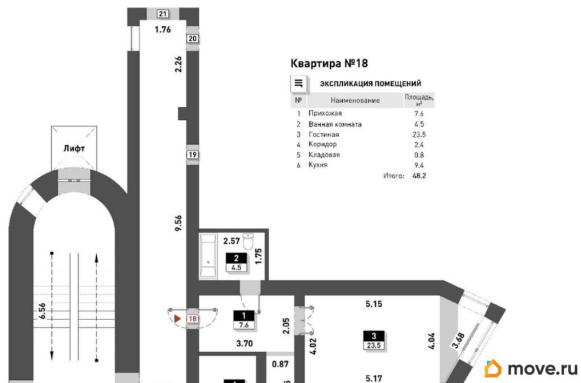 21
1.76
20
2.26
Квартира №18
ЭКСПЛИКАЦИЯ ПОМЕЩЕНИЙ
№ Наименование Площадь, м²
1 Прихожая 7.6
2 Ванная комната 4.5
3 Гостиная 23.5
4 Коридор 2.4
5 Кладовая 0.8
6 Кухня 9.4
Итого: 48.2
Лифт
19
9.56
2.57
2
4.5
1.75
6.56
18
1
7.6
2.05
3.70
4.02
5.15
3
23.5
4.04
3.68
0.87
5.17
move.ru